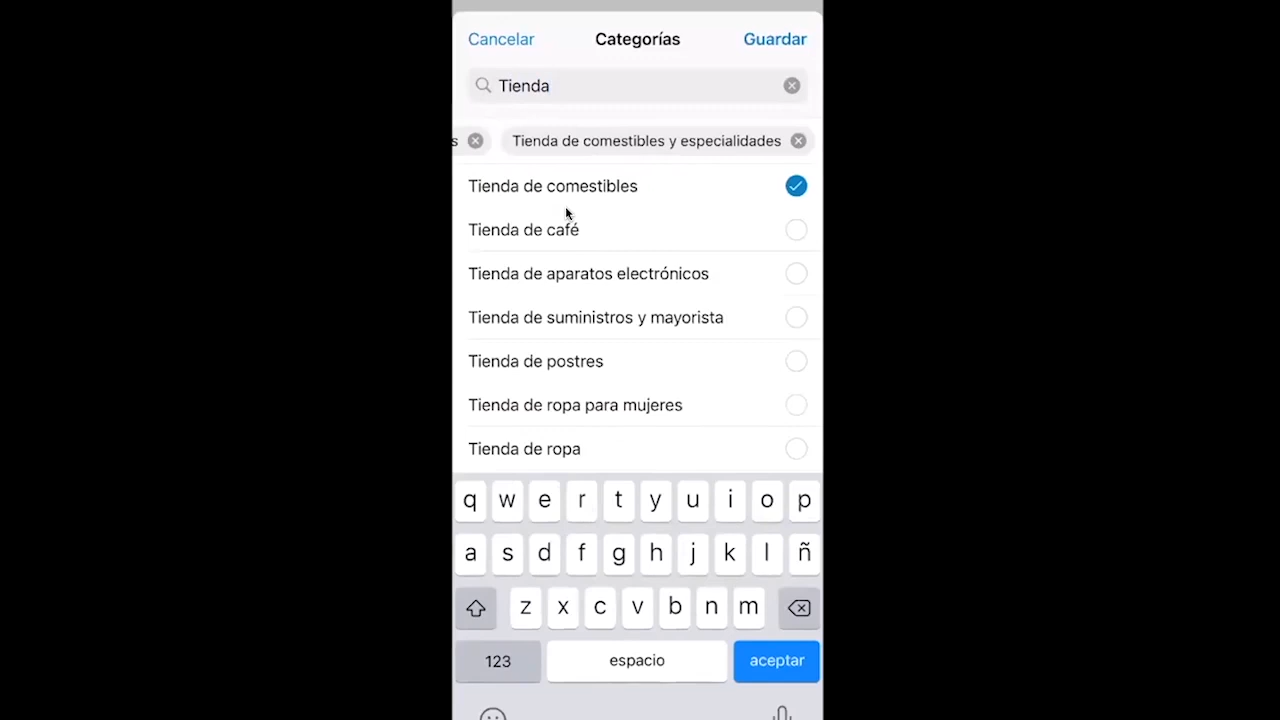 Cancelar Categorías Guardar
Tienda
s Tienda de comestibles y especialidades
Tienda de comestibles
Tienda de café
Tienda de aparatos electrónicos
Tienda de suministros y mayorista
Tienda de postres
Tienda de ropa para mujeres
Tienda de ropa
q w e r t y u i o p
a s d f g h j k l ñ
z x c v b n m
123 espacio aceptar